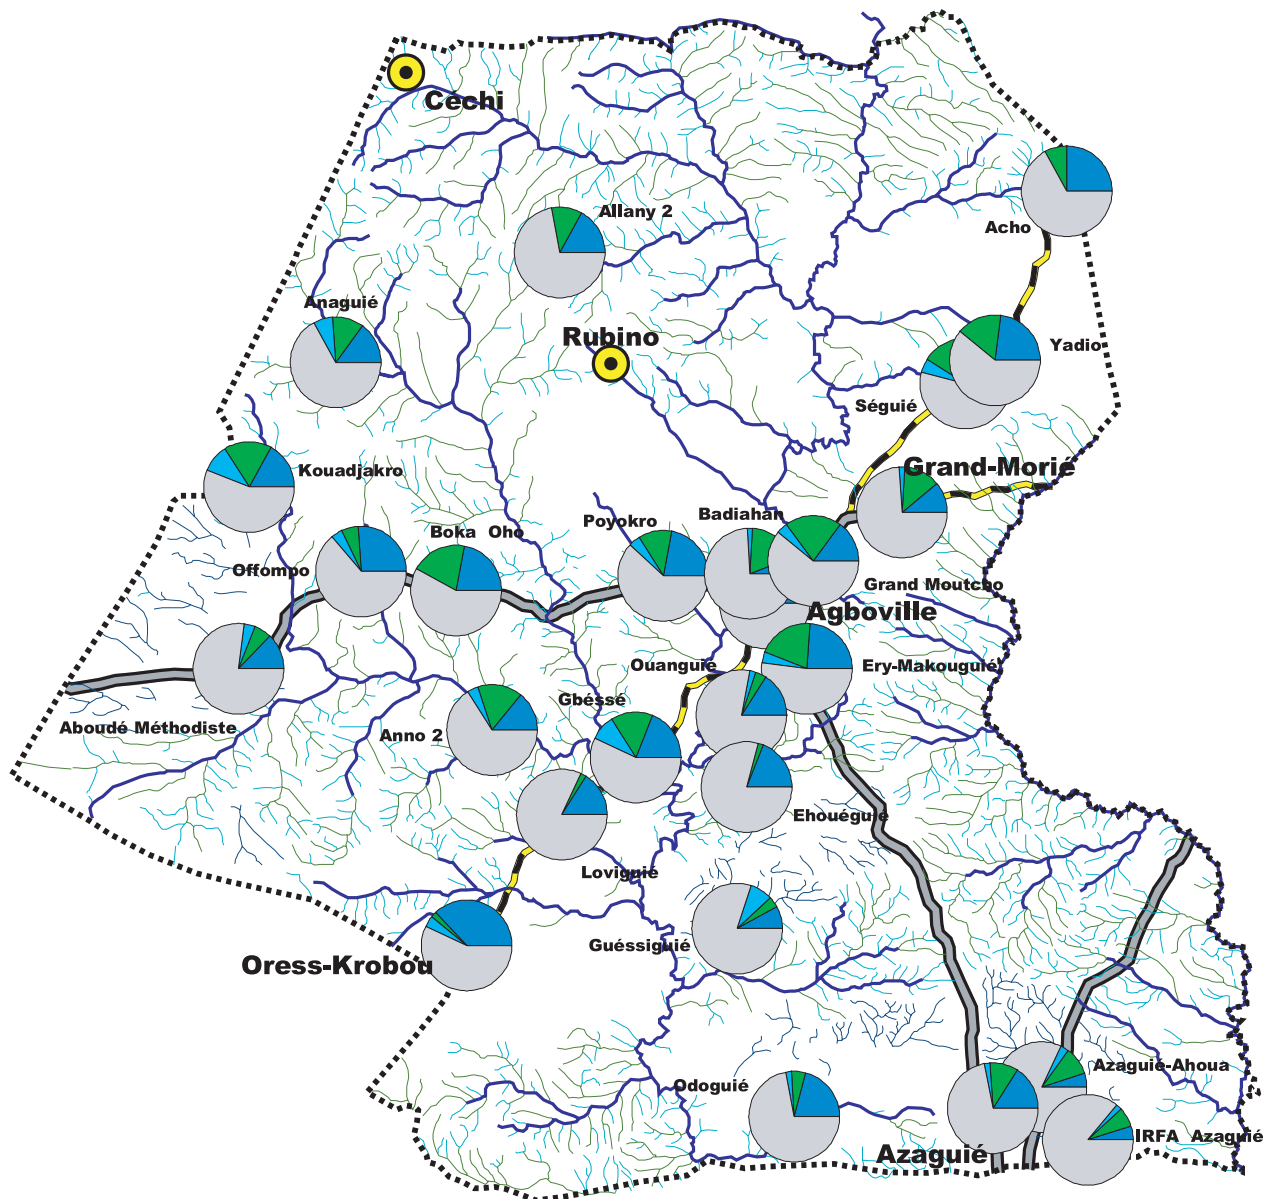 Céchi
Allany 2
Acho
Anaguié
Rubino
Yadio
Séguié
Kouadjakro
Grand-Morié
Badiahan
Poyokro
Boka Oho
Offompo
Grand Moutcho
Agboville
Ouanguié
Ery-Makouguié
Gbéssé
Aboudé Méthodiste
Anno 2
Ehouéguié
Loviguié
Guéssiguié
Oress-Krobou
Azaguié-Ahoua
Odoguié
IRFA Azaguié
Azaguié